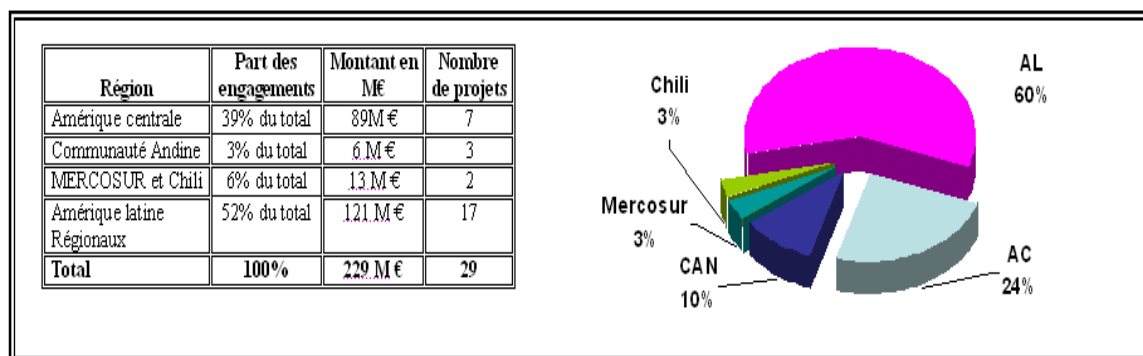 Région
Part des engagements
Montant en M€
Nombre de projets
Amérique centrale 39% du total 89M € 7
Communauté Andine 3% du total 6 M € 3
MERCOSUR et Chili 6% du total 13 M € 2
Amérique latine Régionaux 52% du total 121 M € 17
Total 100% 229 M € 29
AL
60%
Chili
3%
Mercosur
3%
CAN
10%
AC
24%